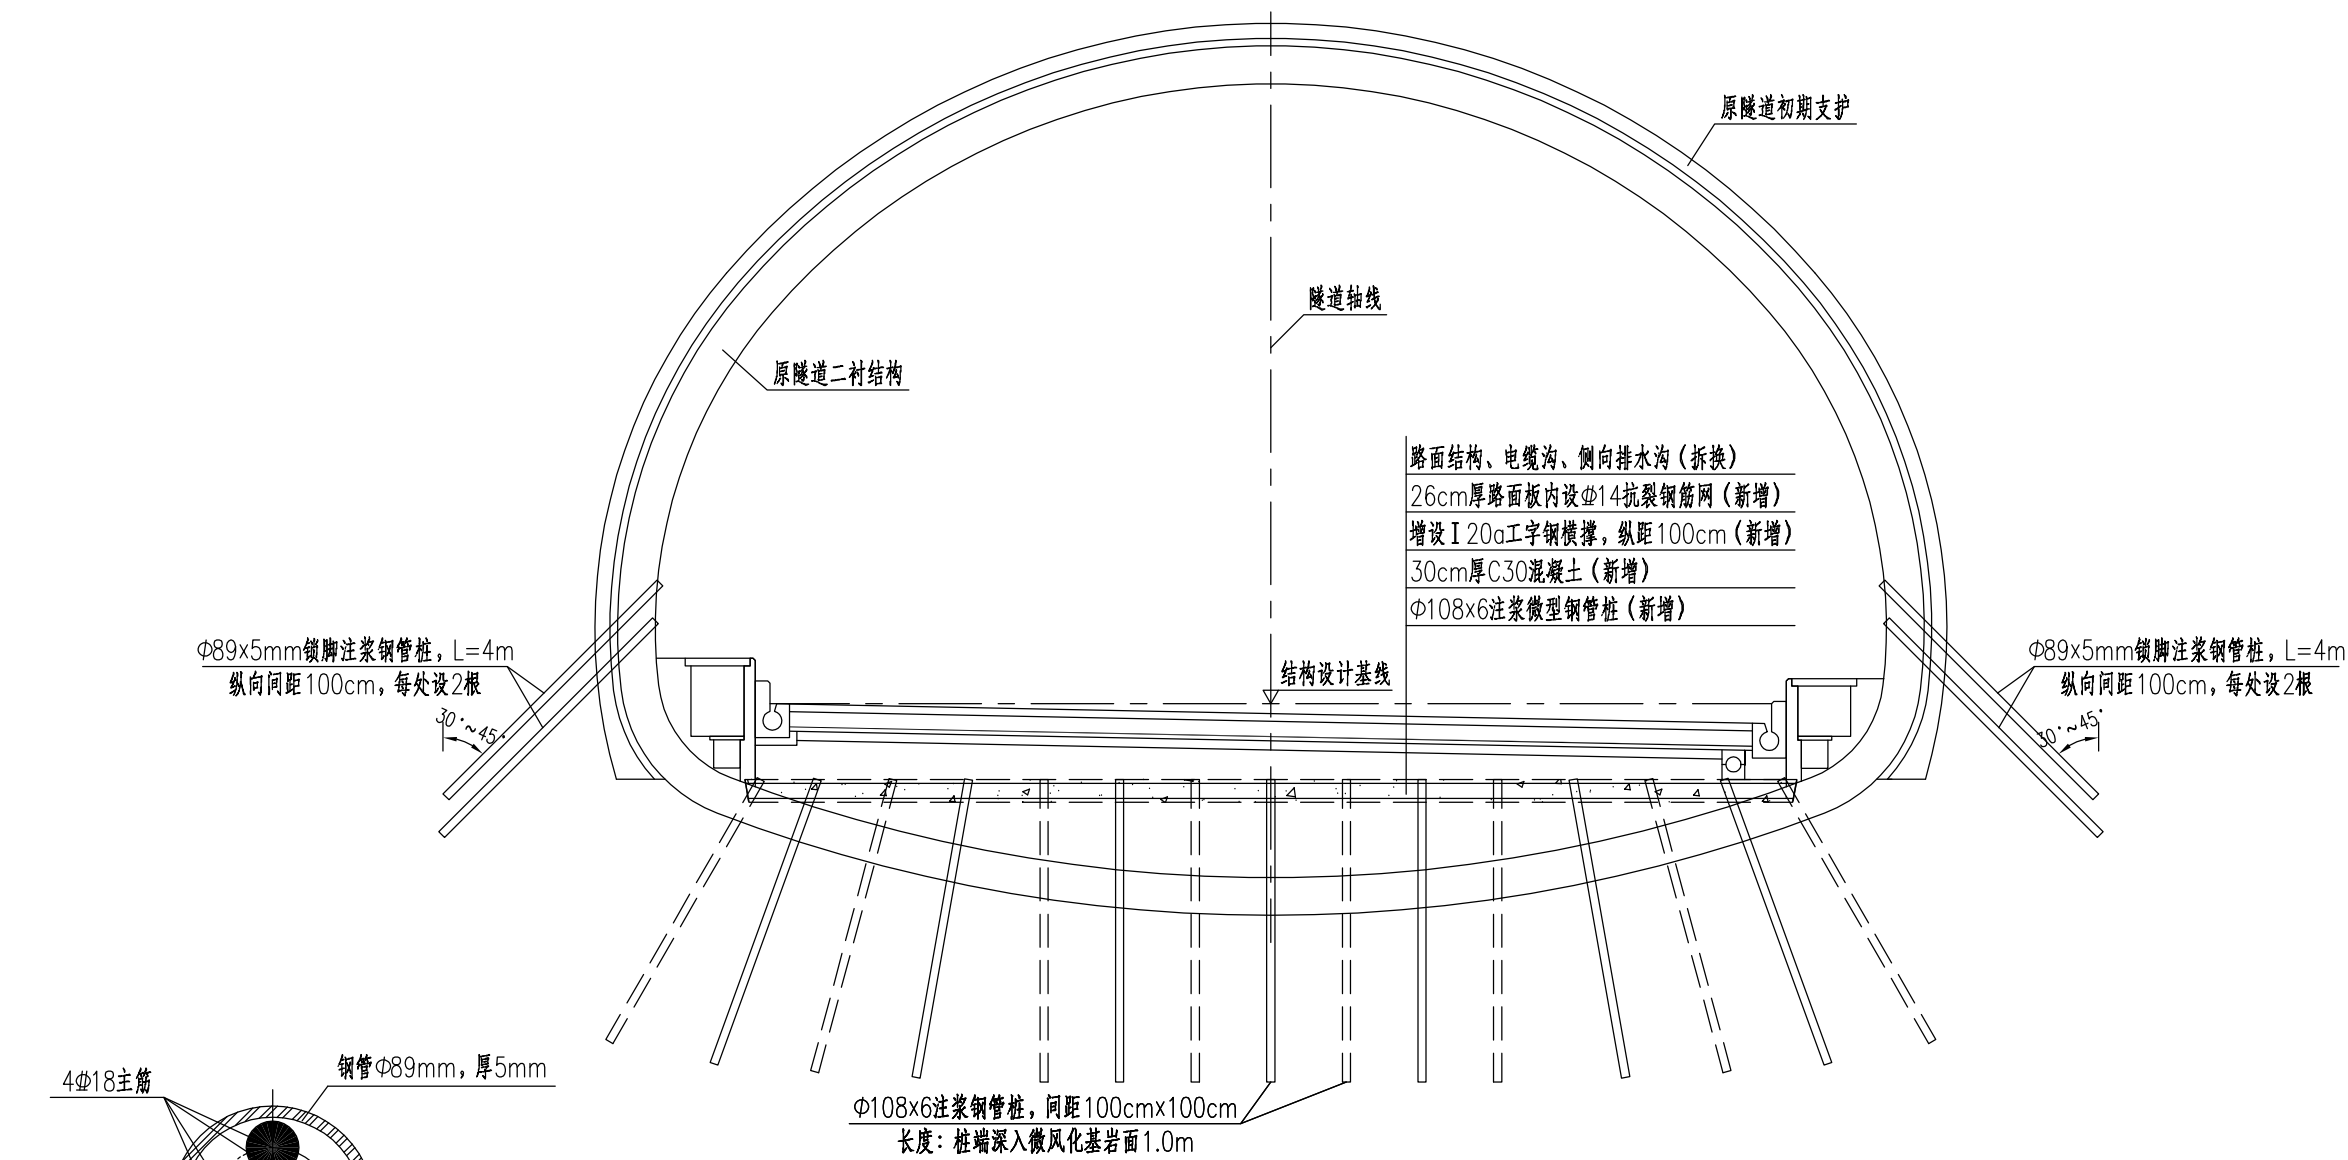 原隧道初期支护
隧道轴线
原隧道二衬结构
路面结构、电缆沟、侧向排水沟（拆换）
26cm厚路面板内设Φ14抗裂钢筋网（新增）
增设Ⅰ20a工字钢横撑，纵距100cm（新增）
30cm厚C30混凝土（新增）
Φ108x6注浆微型钢管桩（新增）
Φ89x5mm锁脚注浆钢管桩，L=4m
纵向间距100cm，每处设2根
30°~45°
结构设计基线
Φ89x5mm锁脚注浆钢管桩，L=4m
纵向间距100cm，每处设2根
30°~45°
4Φ18主筋
钢管Φ89mm，厚5mm
Φ108x6注浆钢管桩，间距100cmx100cm
长度：桩端深入微风化基岩面1.0m